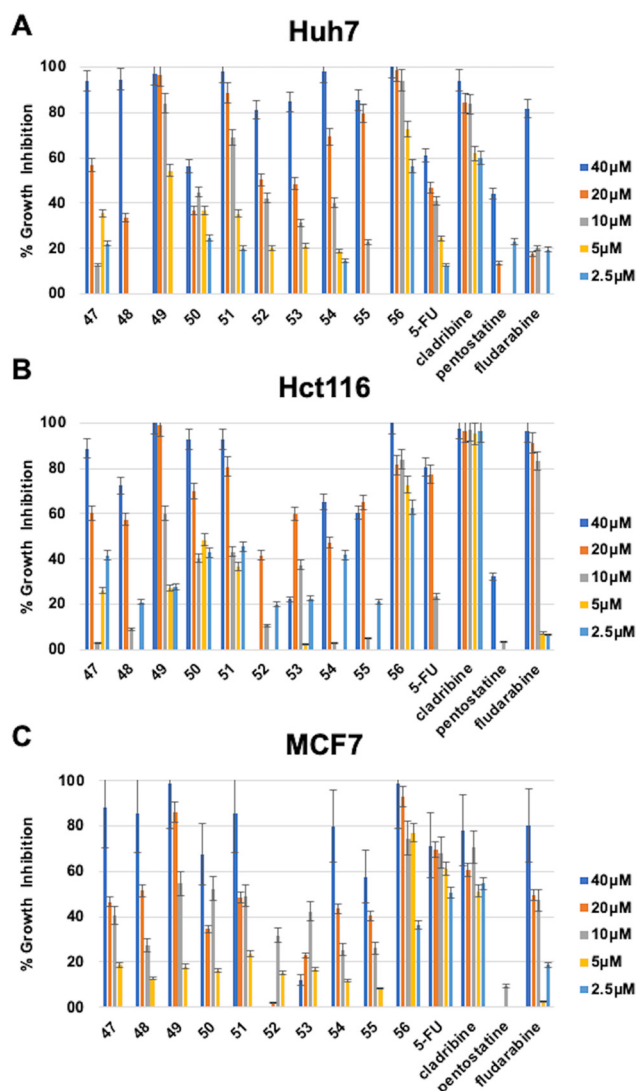 A
Huh7
% Growth Inhibition
100
80
60
40
20
00
47 48 49 50 51 52 53 54 55 56 5-FU cladribine pentostatine fludarabine
40µM
20µM
10µM
5µM
2.5µM
B
Hct116
% Growth Inhibition
100
80
60
40
20
00
47 48 49 50 51 52 53 54 55 56 5-FU cladribine pentostatine fludarabine
40µM
20µM
10µM
5µM
2.5µM
C
MCF7
% Growth Inhibition
100
80
60
40
20
00
47 48 49 50 51 52 53 54 55 56 5-FU cladribine pentostatine fludarabine
40µM
20µM
10µM
5µM
2.5µM